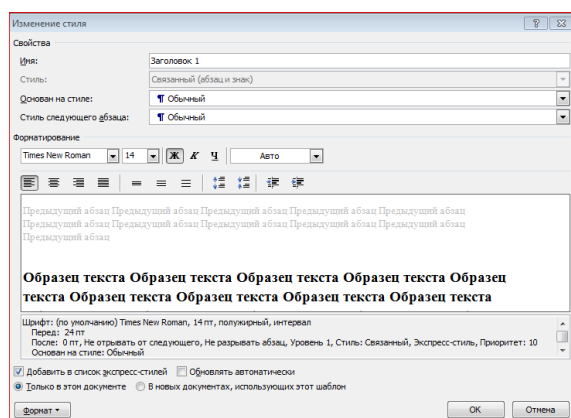 Изменение стиля
Свойства
Имя: Заголовок 1
Стиль: Связанный (абзац и знак)
Основан на стиле: ¶ Обычный
Стиль следующего абзаца: ¶ Обычный
Форматирование
Times New Roman 14 Ж К Ч Авто
Предыдущий абзац Предыдущий абзац Предыдущий абзац Предыдущий абзац Предыдущий абзац
Предыдущий абзац Предыдущий абзац Предыдущий абзац Предыдущий абзац Предыдущий абзац
Предыдущий абзац
Образец текста Образец текста Образец текста Образец текста Образец
текста Образец текста Образец текста Образец текста Образец текста
Шрифт: (по умолчанию) Times New Roman, 14 пт, полужирный, интервал
Перед: 24 пт
После: 0 пт, Не отрывать от следующего, Не разрывать абзац, Уровень 1, Стиль: Связанный, Экспресс-стиль, Приоритет: 10
Основан на стиле: Обычный
Добавить в список экспресс-стилей Обновлять автоматически
Только в этом документе В новых документах, использующих этот шаблон
Формат ОК Отмена